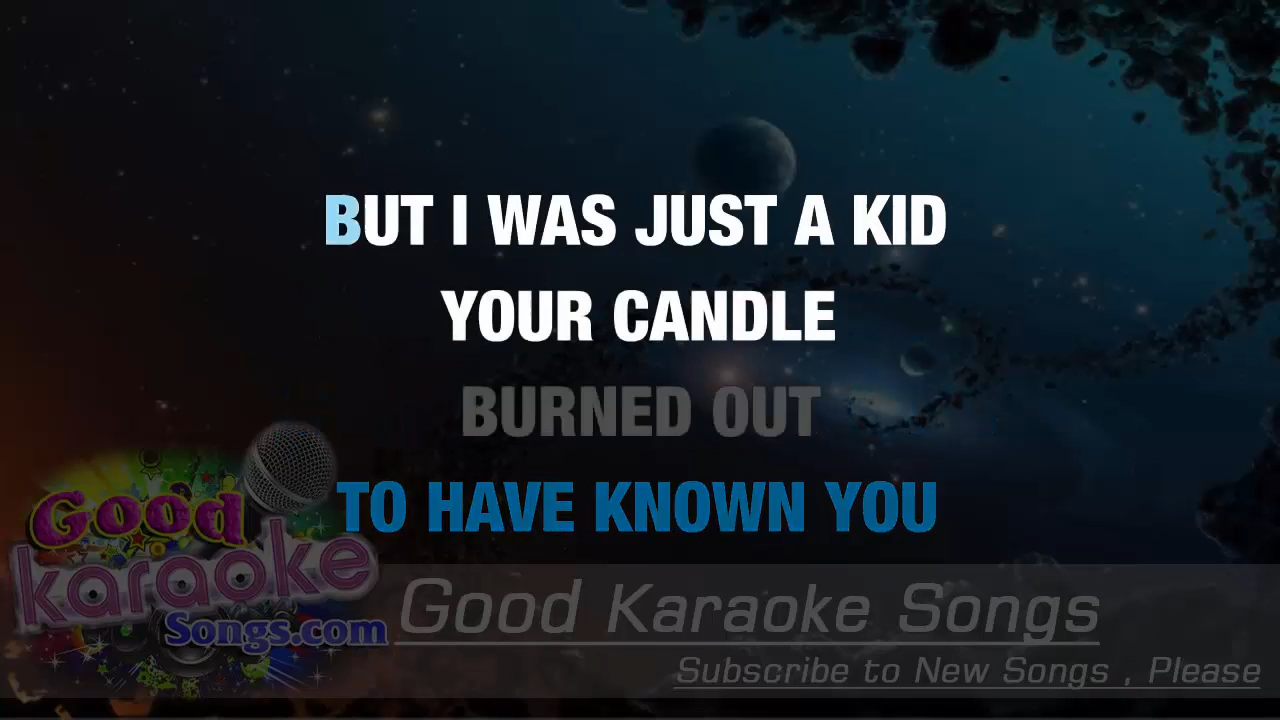 BUT I WAS JUST A KID
YOUR CANDLE
BURNED OUT
TO HAVE KNOWN YOU
Good
karaoke
Songs.com
Good Karaoke Songs
Subscribe to New Songs , Please